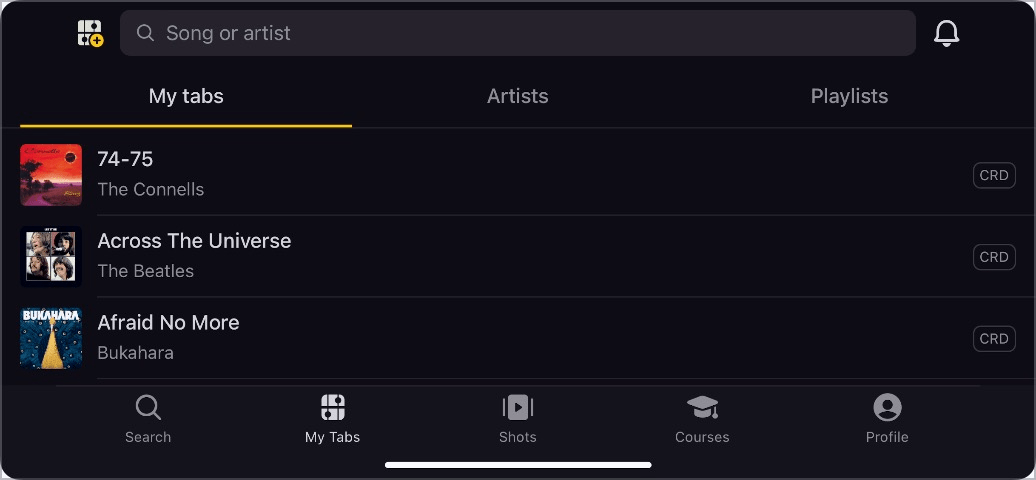 Song or artist
My tabs
Artists
Playlists
74-75
The Connells
CRD
Across The Universe
The Beatles
CRD
BUKAHARA
Afraid No More
Bukahara
CRD
Search
My Tabs
Shots
Courses
Profile